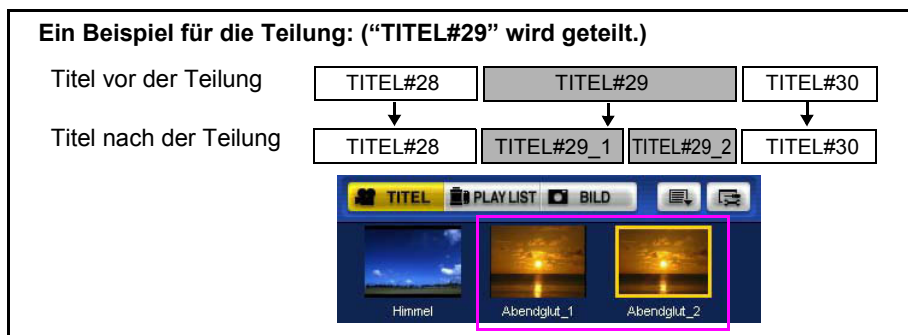 Ein Beispiel für die Teilung: (“TITEL#29” wird geteilt.)
Titel vor der Teilung
TITEL#28 TITEL#29 TITEL#30
Titel nach der Teilung
TITEL#28 TITEL#29_1 TITEL#29_2 TITEL#30
TITEL PLAY LIST BILD
Himmel Abendglut_1 Abendglut_2